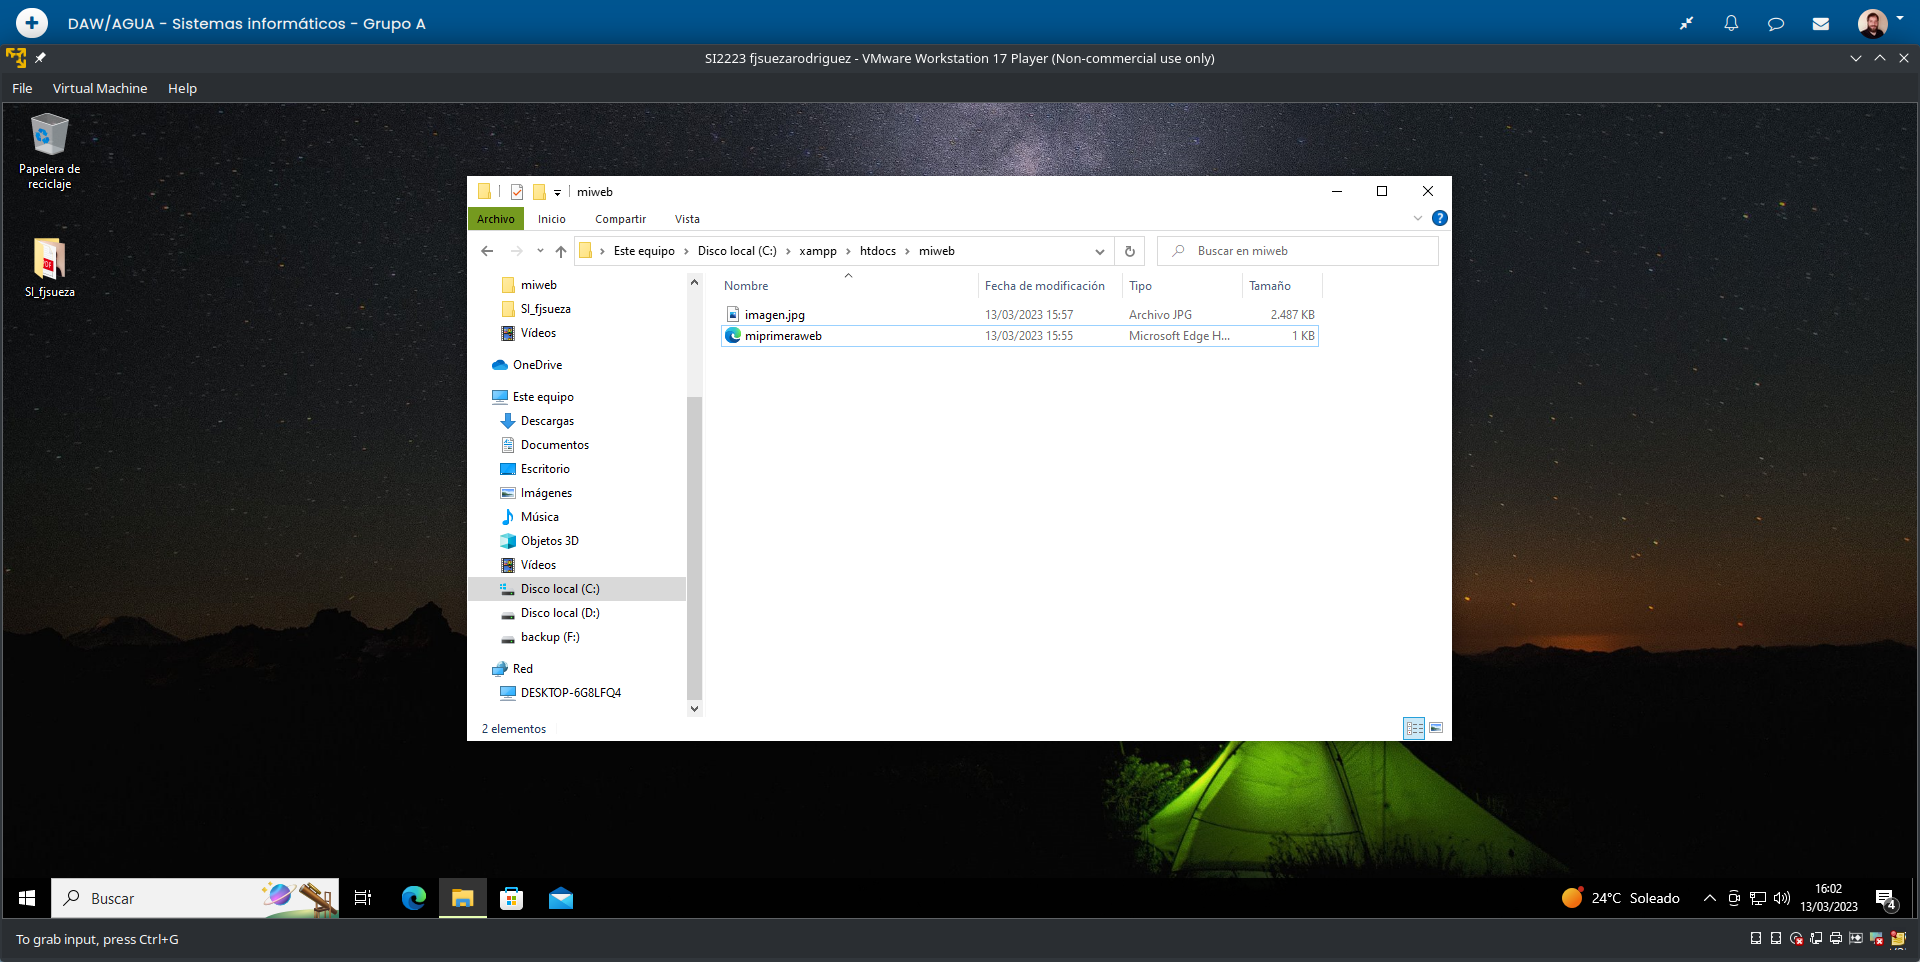 DAW/AGUA - Sistemas informáticos - Grupo A
SI2223 fjsuezarodriguez - VMware Workstation 17 Player (Non-commercial use only)
File Virtual Machine Help
Papelera de
reciclaje
SI_fjsueza
miweb
Archivo Inicio Compartir Vista
Este equipo Disco local (C:) xampp htdocs miweb
Buscar en miweb
miweb
SI_fjsueza
Vídeos
OneDrive
Este equipo
Descargas
Documentos
Escritorio
Imágenes
Música
Objetos 3D
Vídeos
Disco local (C:)
Disco local (D:)
backup (F:)
Red
DESKTOP-6G8LFQ4
Nombre Fecha de modificación Tipo Tamaño
imagen.jpg 13/03/2023 15:57 Archivo JPG 2.487 KB
miprimeraweb 13/03/2023 15:55 Microsoft Edge H... 1 KB
2 elementos
Buscar
24°C Soleado
16:02
13/03/2023
4
To grab input, press Ctrl+G